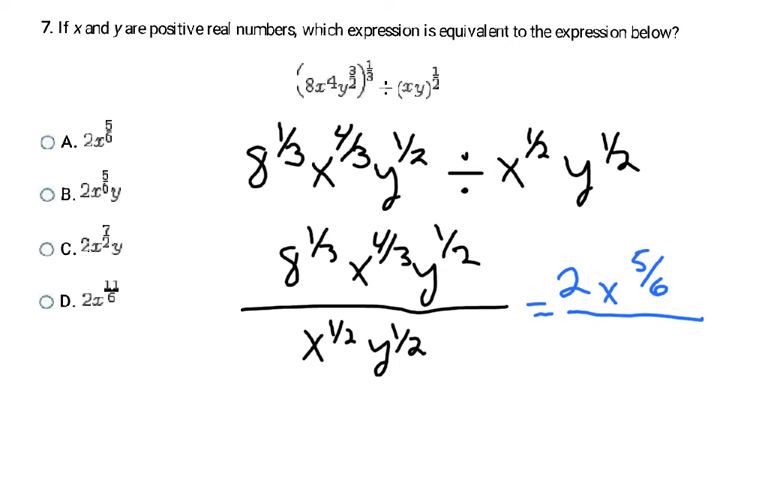 7. If x and y are positive real numbers, which expression is equivalent to the expression below?
(8x4y^(3/2))^(1/3) ÷ (xy)^(1/2)
A. 2x^(5/6)
B. 2x^(5/6)y
C. 2x^(7/2)y
D. 2x^(11/6)
8^(1/3) x^(4/3) y^(1/2) ÷ x^(1/2) y^(1/2)
8^(1/3) x^(4/3) y^(1/2)
x^(1/2) y^(1/2)
= 2x^(5/6)